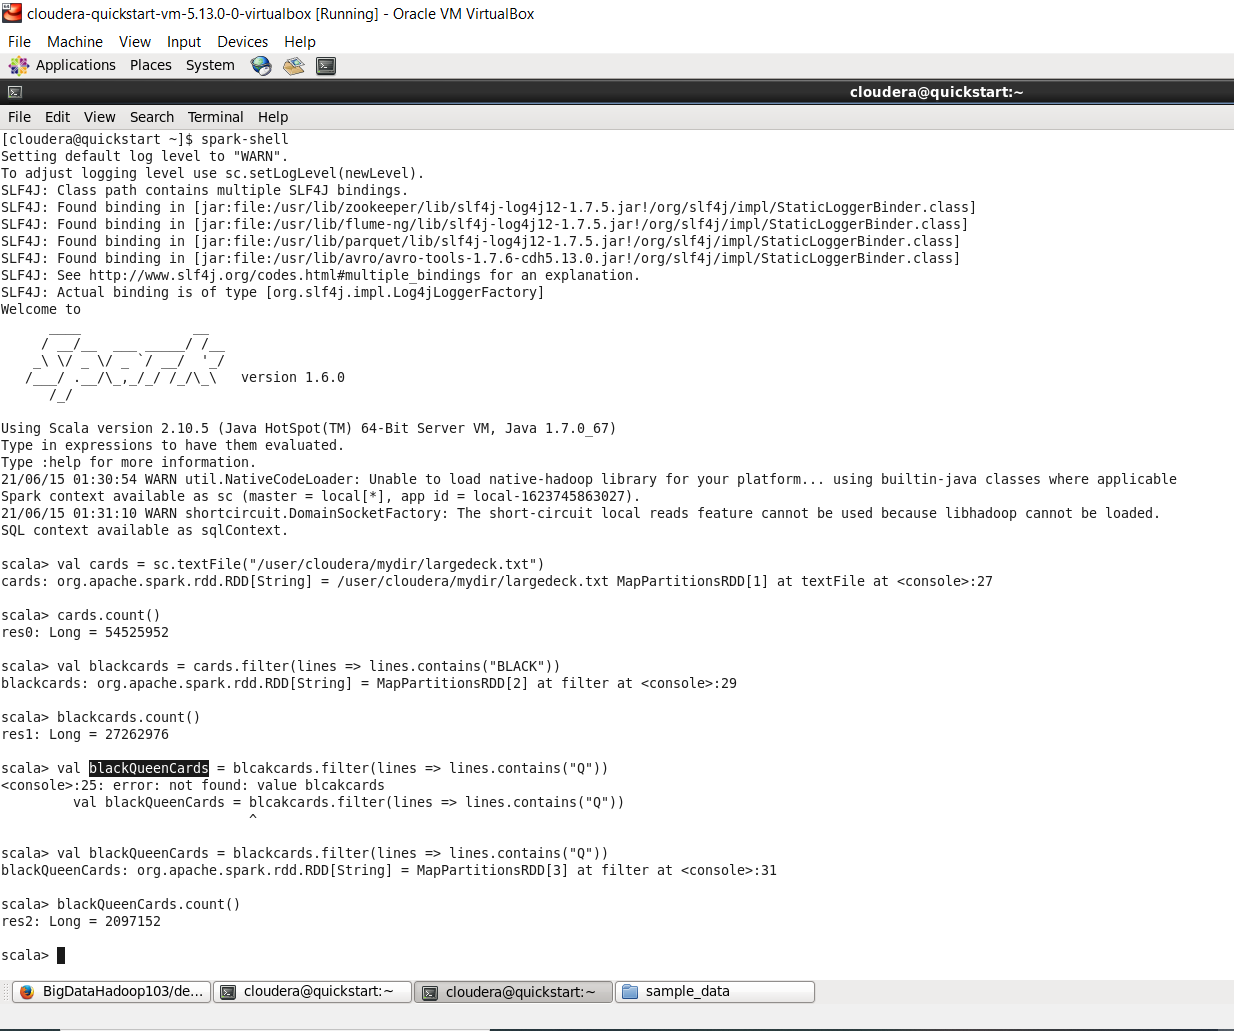 cloudera-quickstart-vm-5.13.0-0-virtualbox [Running] - Oracle VM VirtualBox
File Machine View Input Devices Help
Applications Places System
cloudera@quickstart:~
File Edit View Search Terminal Help
[cloudera@quickstart ~]$ spark-shell
Setting default log level to "WARN".
To adjust logging level use sc.setLogLevel(newLevel).
SLF4J: Class path contains multiple SLF4J bindings.
SLF4J: Found binding in [jar:file:/usr/lib/zookeeper/lib/slf4j-log4j12-1.7.5.jar!/org/slf4j/impl/StaticLoggerBinder.class]
SLF4J: Found binding in [jar:file:/usr/lib/flume-ng/lib/slf4j-log4j12-1.7.5.jar!/org/slf4j/impl/StaticLoggerBinder.class]
SLF4J: Found binding in [jar:file:/usr/lib/parquet/lib/slf4j-log4j12-1.7.5.jar!/org/slf4j/impl/StaticLoggerBinder.class]
SLF4J: Found binding in [jar:file:/usr/lib/avro/avro-tools-1.7.6-cdh5.13.0.jar!/org/slf4j/impl/StaticLoggerBinder.class]
SLF4J: See http://www.slf4j.org/codes.html#multiple_bindings for an explanation.
SLF4J: Actual binding is of type [org.slf4j.impl.Log4jLoggerFactory]
Welcome to
      ____              __
     / __/__  ___ _____/ /__
    _\ \/ _ \/ _ `/ __/  '_/
   /___/ .__/\_,_/_/ /_/\_\   version 1.6.0
      /_/
Using Scala version 2.10.5 (Java HotSpot(TM) 64-Bit Server VM, Java 1.7.0_67)
Type in expressions to have them evaluated.
Type :help for more information.
21/06/15 01:30:54 WARN util.NativeCodeLoader: Unable to load native-hadoop library for your platform... using builtin-java classes where applicable
Spark context available as sc (master = local[*], app id = local-1623745863027).
21/06/15 01:31:10 WARN shortcircuit.DomainSocketFactory: The short-circuit local reads feature cannot be used because libhadoop cannot be loaded.
SQL context available as sqlContext.
scala> val cards = sc.textFile("/user/cloudera/mydir/largedeck.txt")
cards: org.apache.spark.rdd.RDD[String] = /user/cloudera/mydir/largedeck.txt MapPartitionsRDD[1] at textFile at <console>:27
scala> cards.count()
res0: Long = 54525952
scala> val blackcards = cards.filter(lines => lines.contains("BLACK"))
blackcards: org.apache.spark.rdd.RDD[String] = MapPartitionsRDD[2] at filter at <console>:29
scala> blackcards.count()
res1: Long = 27262976
scala> val blackQueenCards = blcakcards.filter(lines => lines.contains("Q"))
<console>:25: error: not found: value blcakcards
         val blackQueenCards = blcakcards.filter(lines => lines.contains("Q"))
                               ^
scala> val blackQueenCards = blackcards.filter(lines => lines.contains("Q"))
blackQueenCards: org.apache.spark.rdd.RDD[String] = MapPartitionsRDD[3] at filter at <console>:31
scala> blackQueenCards.count()
res2: Long = 2097152
scala>
BigDataHadoop103/de... cloudera@quickstart:~ cloudera@quickstart:~ sample_data